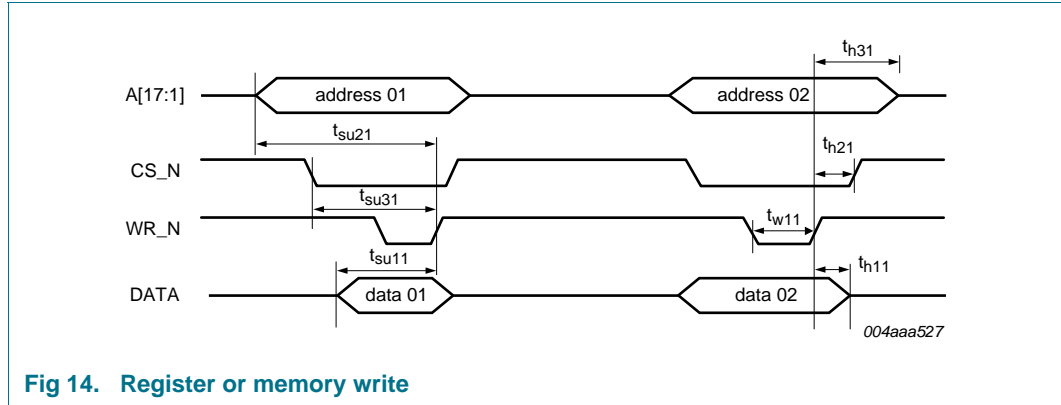 th31
A[17:1] address 01 address 02
tsu21
th21
CS_N
tsu31
tw11
WR_N
tsu11
th11
DATA data 01 data 02
004aaa527
Fig 14. Register or memory write